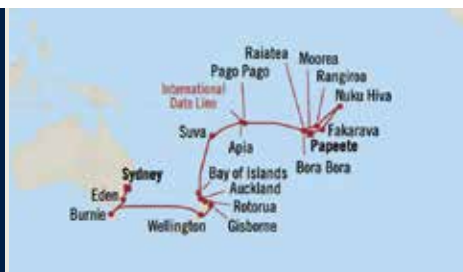 Raiatea
Moorea
Pago Pago
Rangiroa
International
Date Line
Nuku Hiva
Suva
Apia
Fakarava
Papeete
Bora Bora
Sydney
Bay of Islands
Auckland
Eden
Rotorua
Burnie
Wellington
Gisborne